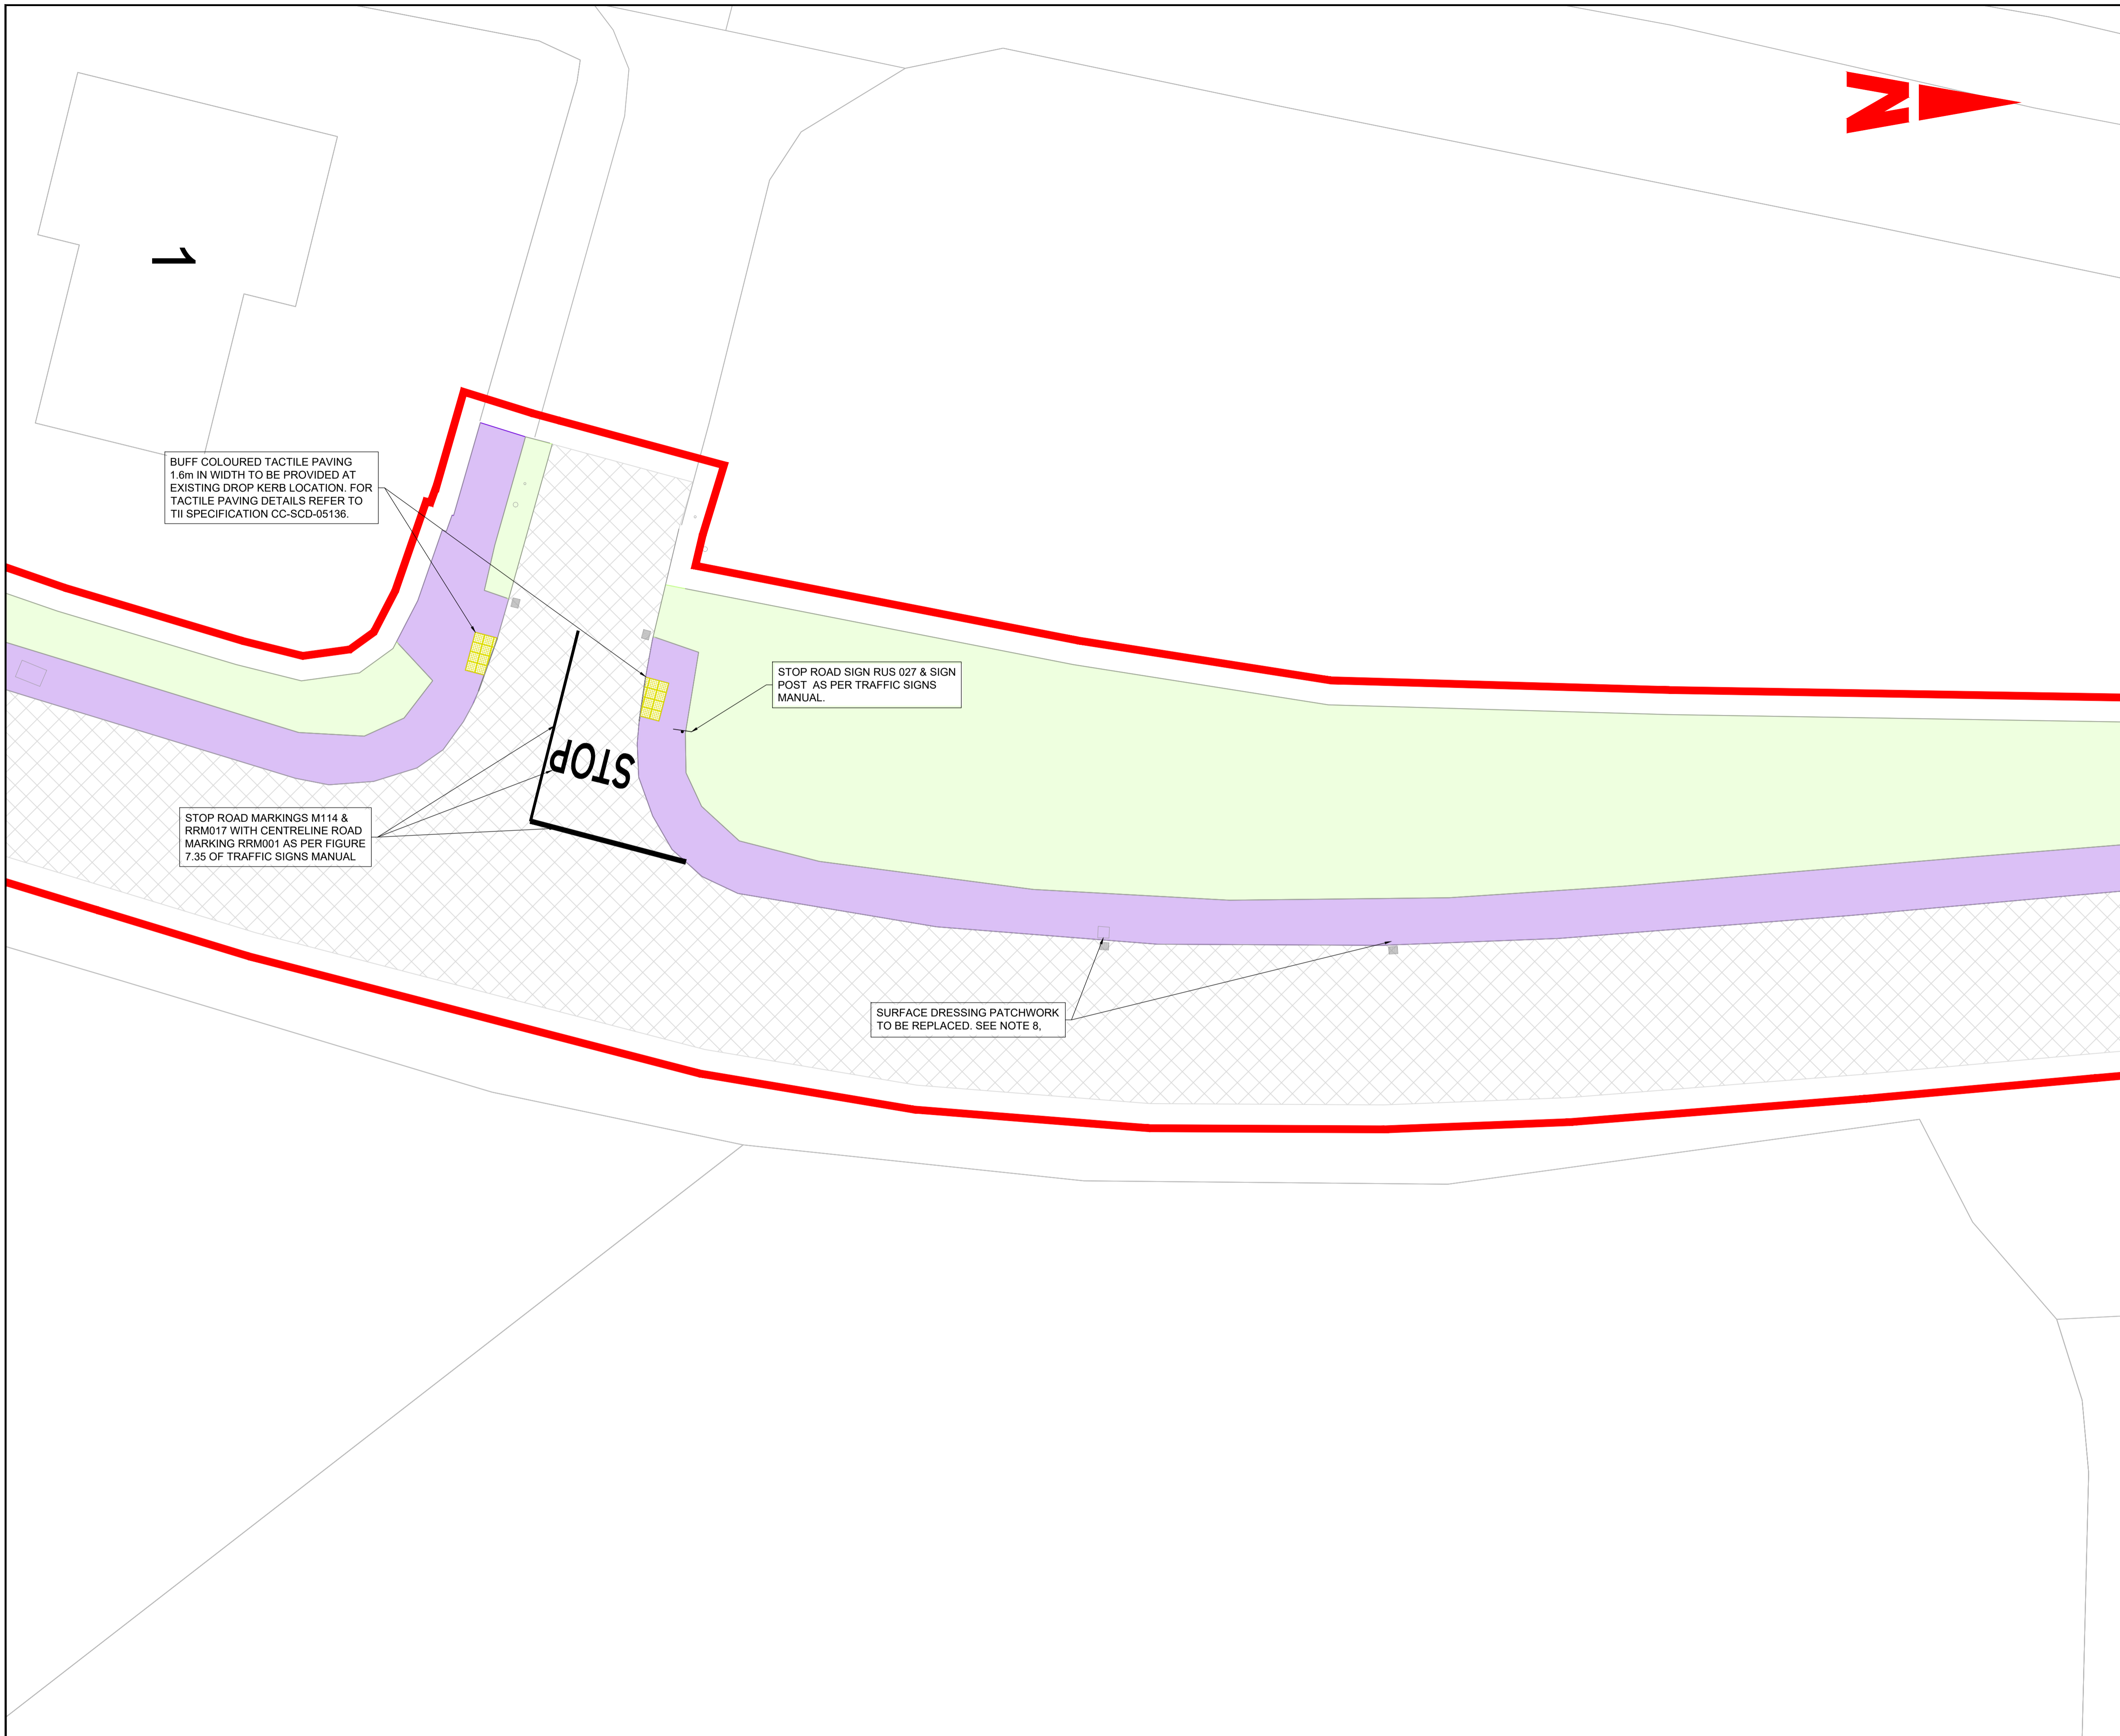 N
1
BUFF COLOURED TACTILE PAVING
1.6m IN WIDTH TO BE PROVIDED AT
EXISTING DROP KERB LOCATION. FOR
TACTILE PAVING DETAILS REFER TO
TII SPECIFICATION CC-SCD-05136.
STOP ROAD SIGN RUS 027 & SIGN
POST AS PER TRAFFIC SIGNS
MANUAL.
STOP
STOP ROAD MARKINGS M114 &
RRM017 WITH CENTRELINE ROAD
MARKING RRM001 AS PER FIGURE
7.35 OF TRAFFIC SIGNS MANUAL
SURFACE DRESSING PATCHWORK
TO BE REPLACED. SEE NOTE 8,